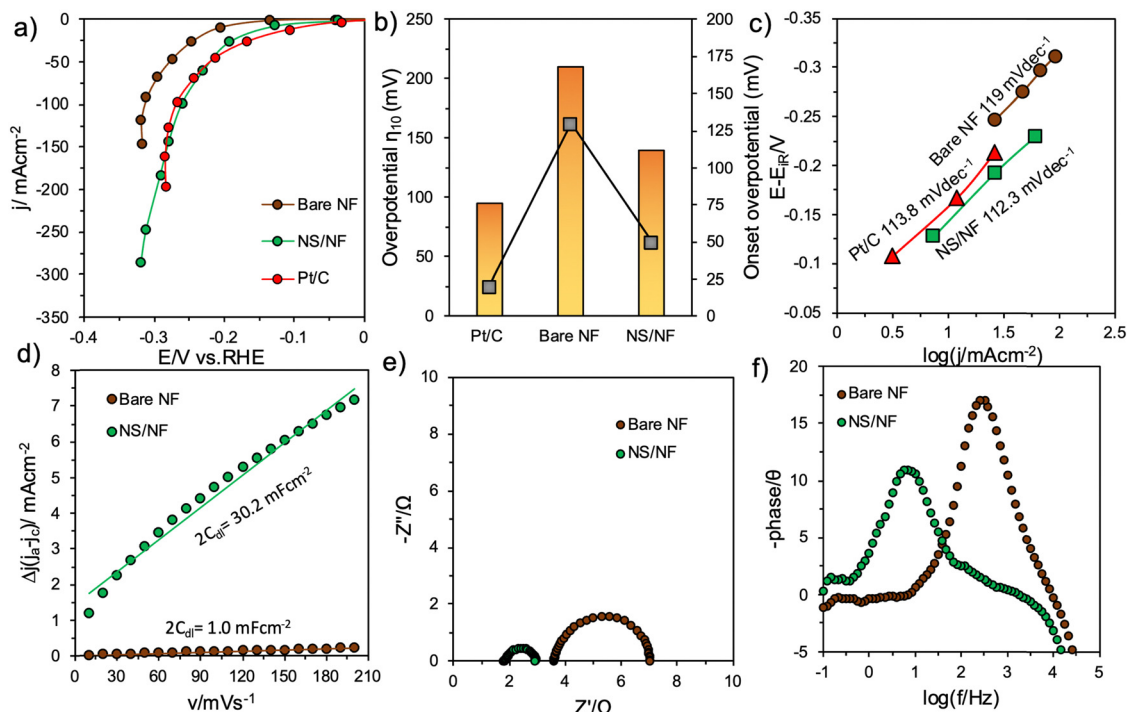 a)
j/ mAcm-2
0
-50
-100
-150
-200
-250
-300
-350
-0.4
-0.3
-0.2
-0.1
0
E/V vs.RHE
Bare NF
NS/NF
Pt/C
b)
Overpotential η10 (mV)
250
200
150
100
50
0
Pt/C
Bare NF
NS/NF
200
175
150
125
100
75
50
25
0
Onset overpotential (mV)
c)
E-EiR/V
-0.35
-0.3
-0.25
-0.2
-0.15
-0.1
-0.05
Bare NF 119 mVdec-1
Pt/C 113.8 mVdec-1
NS/NF 112.3 mVdec-1
0
0.5
1
1.5
2
2.5
log(j/mAcm-2)
d)
Δj(ja-jc)/ mAcm-2
8
7
6
5
4
3
2
1
0
Bare NF
NS/NF
2Cdl= 30.2 mFcm-2
2Cdl= 1.0 mFcm-2
0
30
60
90
120
150
180
210
v/mVs-1
e)
-Z"/Ω
10
8
6
4
2
0
Bare NF
NS/NF
0
2
4
6
8
10
Z'/Ω
f)
-phase/θ
20
15
10
5
0
-5
Bare NF
NS/NF
-1
0
1
2
3
4
5
log(f/Hz)